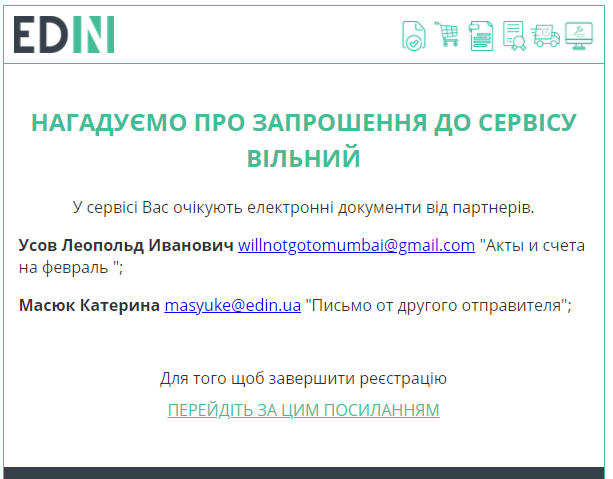 EDIN
НАГАДУЄМО ПРО ЗАПРОШЕННЯ ДО СЕРВІСУ
ВІЛЬНИЙ
У сервісі Вас очікують електронні документи від партнерів.
Усов Леопольд Иванович willnotgotomumbai@gmail.com "Акты и счета
на февраль ";
Масюк Катерина masyuke@edin.ua "Письмо от другого отправителя";
Для того щоб завершити реєстрацію
ПЕРЕЙДІТЬ ЗА ЦИМ ПОСИЛАННЯМ